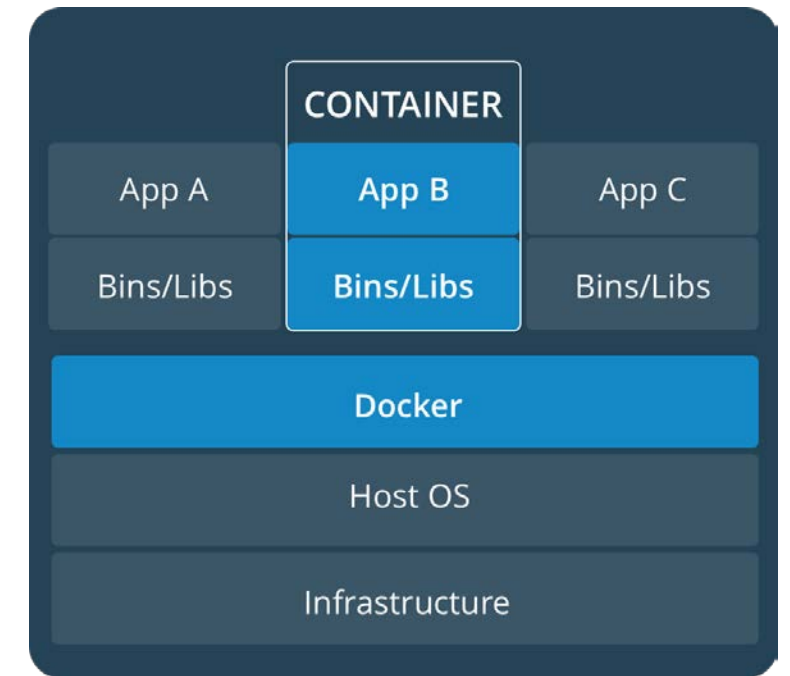 CONTAINER
App A App B App C
Bins/Libs Bins/Libs Bins/Libs
Docker
Host OS
Infrastructure